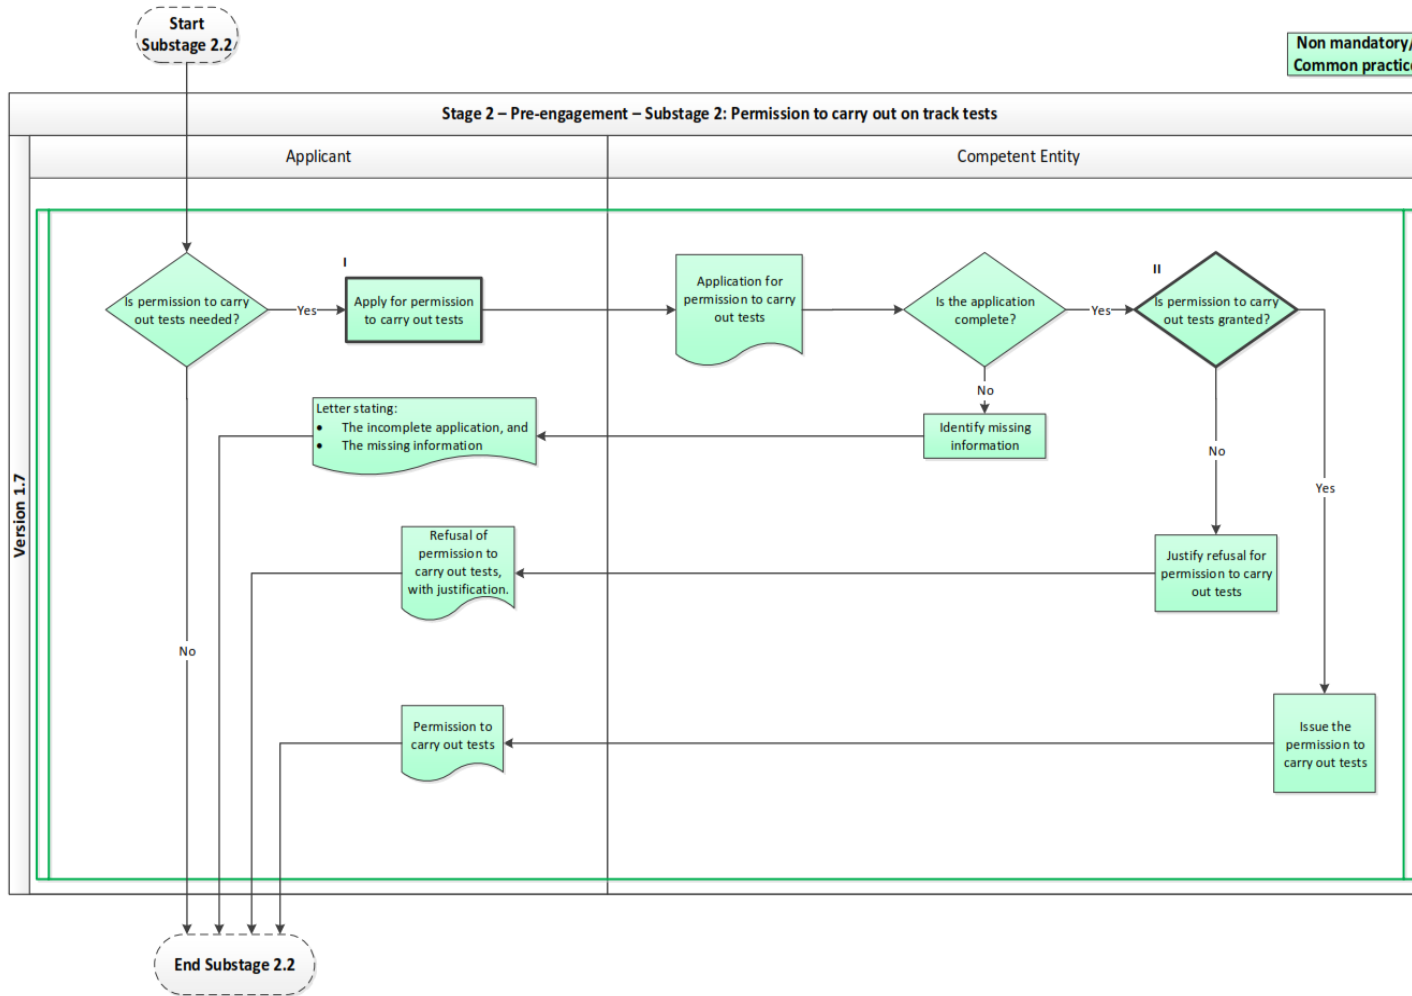 Start
Substage 2.2
Non mandatory/
Common practice
Stage 2 – Pre-engagement – Substage 2: Permission to carry out on track tests
Applicant
Competent Entity
Version 1.7
Is permission to carry
out tests needed?
Yes
I
Apply for permission
to carry out tests
Application for
permission to carry
out tests
Is the application
complete?
Yes
II
Is permission to carry
out tests granted?
No
Letter stating:
• The incomplete application, and
• The missing information
Identify missing
information
No
Yes
Refusal of
permission to
carry out tests,
with justification.
Justify refusal for
permission to carry
out tests
No
Permission to
carry out tests
Issue the
permission to
carry out tests
End Substage 2.2